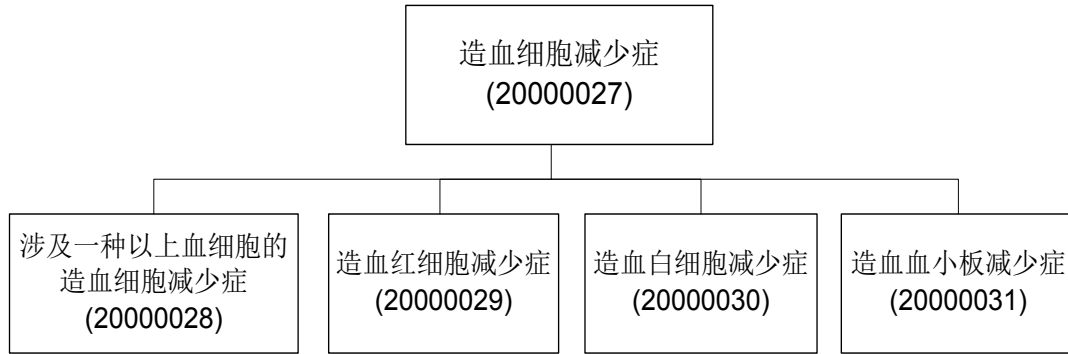 造血细胞减少症
(20000027)
涉及一种以上血细胞的
造血细胞减少症
(20000028)
造血红细胞减少症
(20000029)
造血白细胞减少症
(20000030)
造血血小板减少症
(20000031)